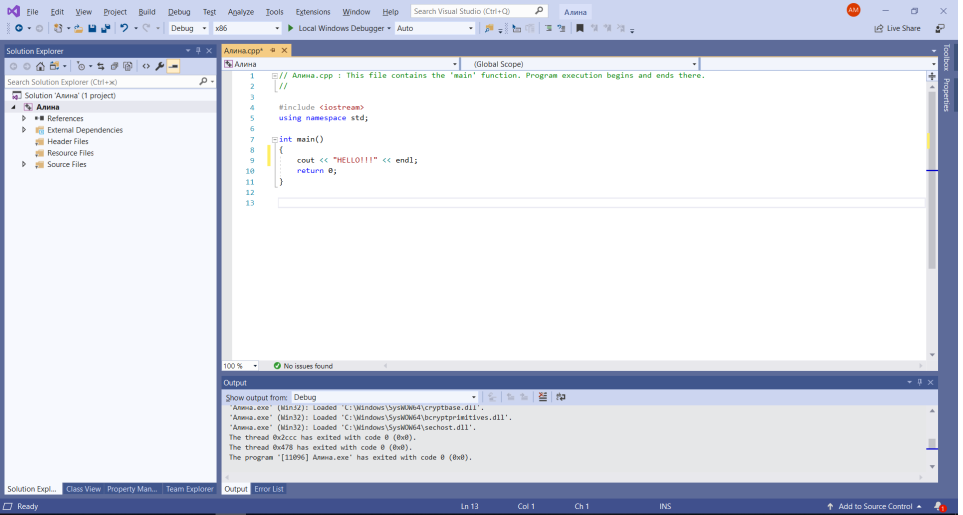 File Edit View Project Build Debug Test Analyze Tools Extensions Window Help Search Visual Studio (Ctrl+Q) Алина AM
Debug x86 Local Windows Debugger Auto Live Share
Solution Explorer
Search Solution Explorer (Ctrl+ж)
Solution 'Алина' (1 project)
Алина
References
External Dependencies
Header Files
Resource Files
Source Files
Solution Expl... Class View Property Man... Team Explorer
Алина.cpp*
Алина (Global Scope)
1 // Алина.cpp : This file contains the 'main' function. Program execution begins and ends there.
2 //
3
4 #include <iostream>
5 using namespace std;
6
7 int main()
8 {
9 cout << "HELLO!!!" << endl;
10 return 0;
11 }
12
13
100 % No issues found
Output
Show output from: Debug
'Алина.exe' (Win32): Loaded 'C:\Windows\SysWOW64\cryptbase.dll'.
'Алина.exe' (Win32): Loaded 'C:\Windows\SysWOW64\bcryptprimitives.dll'.
'Алина.exe' (Win32): Loaded 'C:\Windows\SysWOW64\sechost.dll'.
The thread 0x2ccc has exited with code 0 (0x0).
The thread 0x478 has exited with code 0 (0x0).
The program '[11096] Алина.exe' has exited with code 0 (0x0).
Output Error List
Toolbox
Properties
Ready Ln 13 Col 1 Ch 1 INS Add to Source Control 1